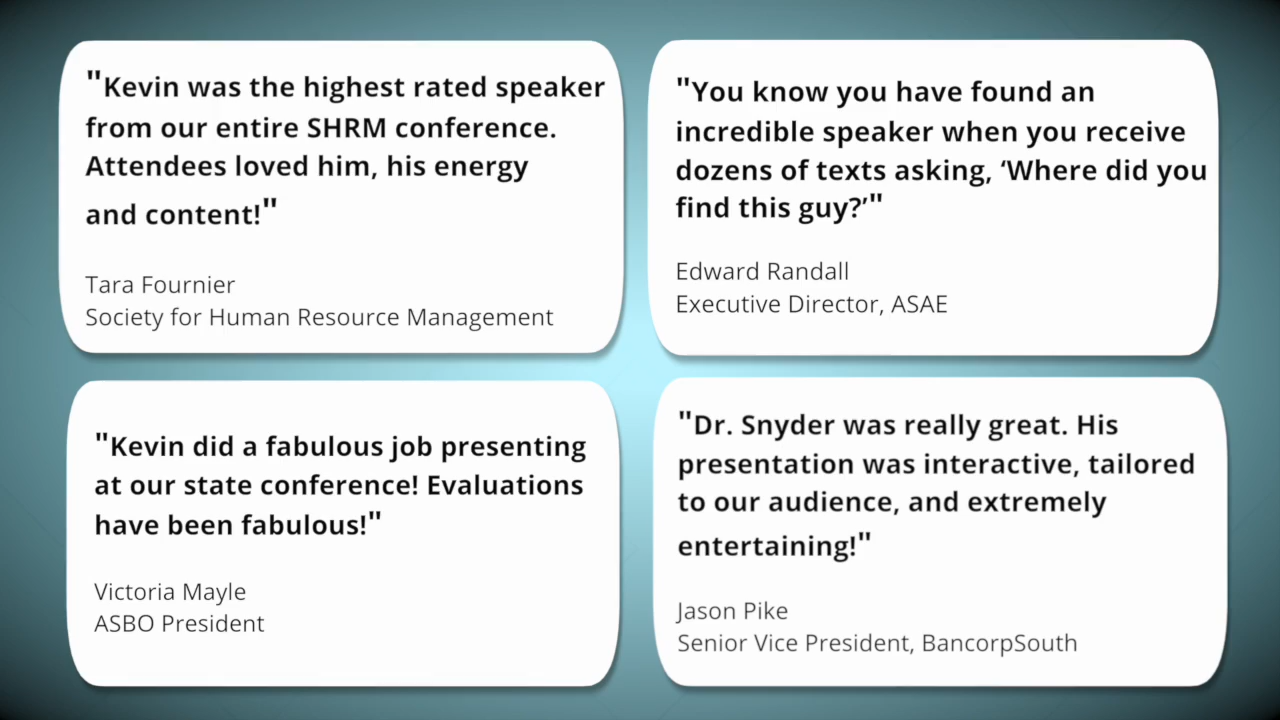 "Kevin was the highest rated speaker
from our entire SHRM conference.
Attendees loved him, his energy
and content!"
Tara Fournier
Society for Human Resource Management
"You know you have found an
incredible speaker when you receive
dozens of texts asking, ‘Where did you
find this guy?’"
Edward Randall
Executive Director, ASAE
"Kevin did a fabulous job presenting
at our state conference! Evaluations
have been fabulous!"
Victoria Mayle
ASBO President
"Dr. Snyder was really great. His
presentation was interactive, tailored
to our audience, and extremely
entertaining!"
Jason Pike
Senior Vice President, BancorpSouth